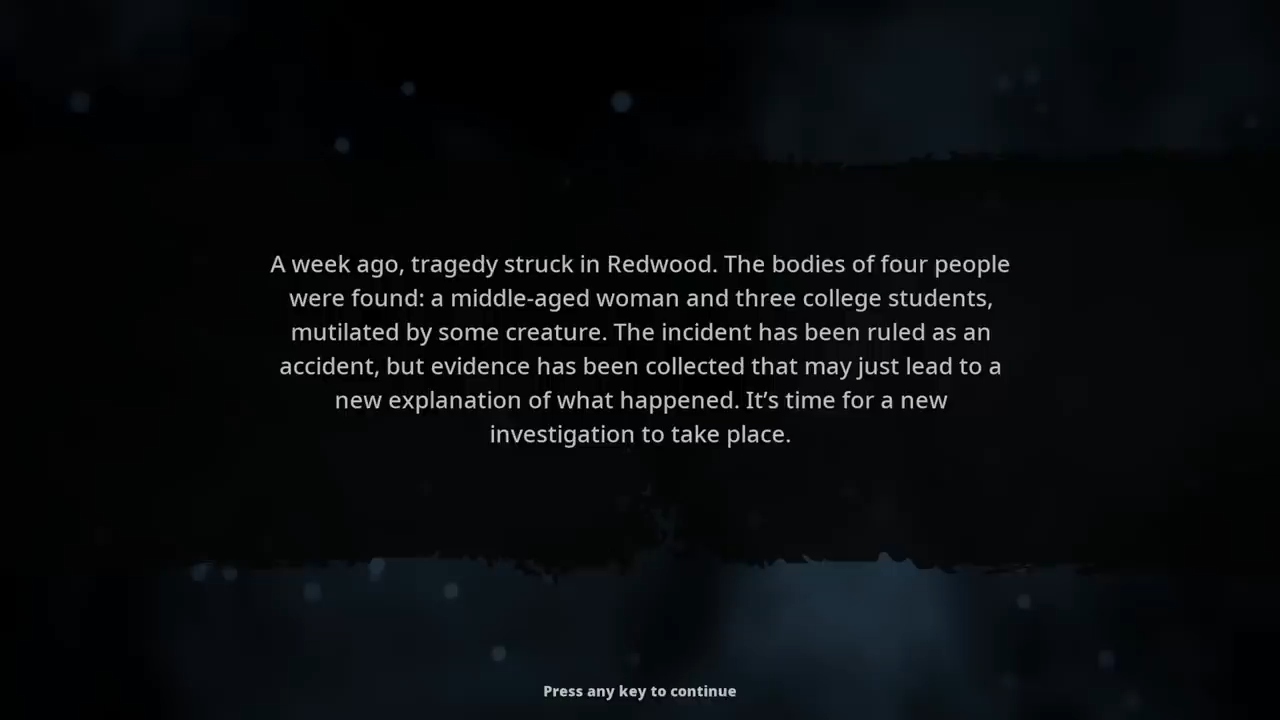 A week ago, tragedy struck in Redwood. The bodies of four people
were found: a middle-aged woman and three college students,
mutilated by some creature. The incident has been ruled as an
accident, but evidence has been collected that may just lead to a
new explanation of what happened. It’s time for a new
investigation to take place.
Press any key to continue